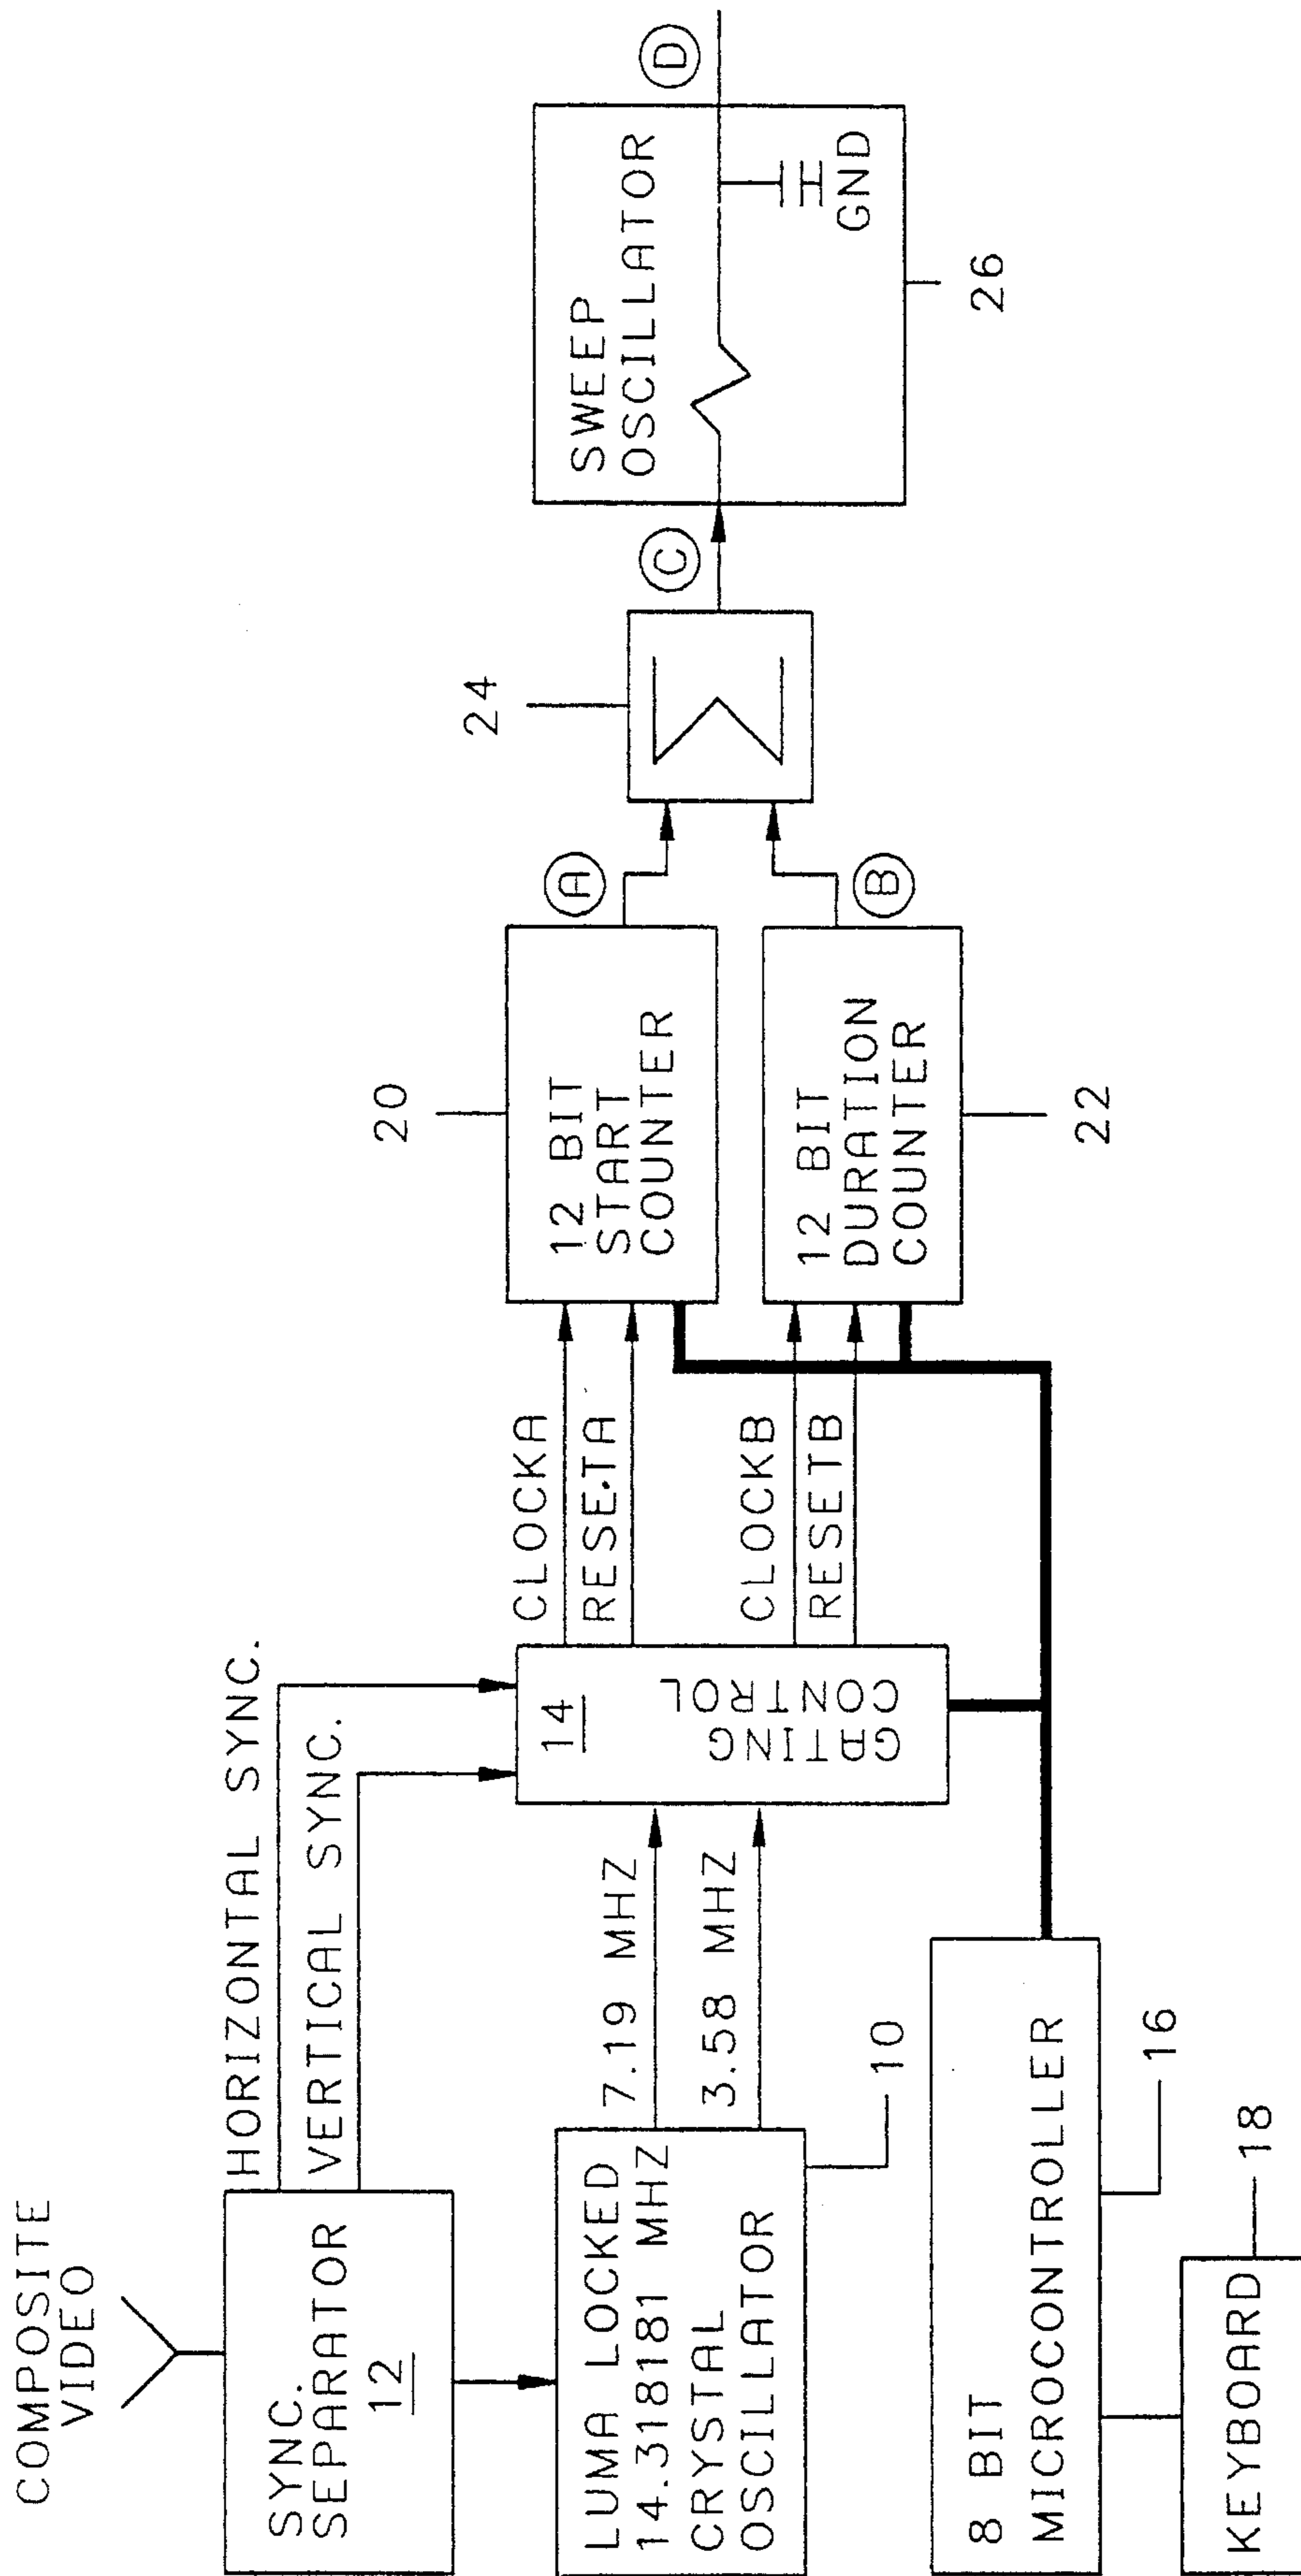 COMPOSITE
VIDEO
SYNC.
SEPARATOR
12
HORIZONTAL SYNC.
VERTICAL SYNC.
LUMA LOCKED
14.318181 MHZ
CRYSTAL
OSCILLATOR
10
7.19 MHZ
3.58 MHZ
14
GATING
CONTROL
8 BIT
MICROCONTROLLER
16
KEYBOARD
18
CLOCKA
RESE.TA
CLOCKB
RESETB
20
12 BIT
START
COUNTER
A
12 BIT
DURATION
COUNTER
22
B
24
Σ
C
SWEEP
OSCILLATOR
GND
26
D